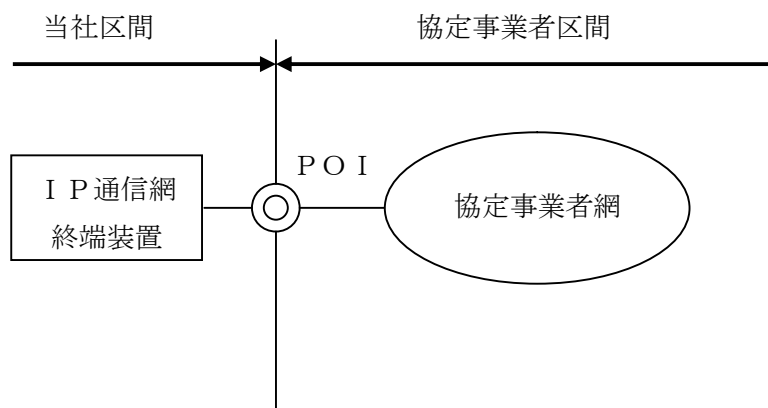 当社区間
協定事業者区間
ＰＯＩ
ＩＰ通信網
終端装置
協定事業者網